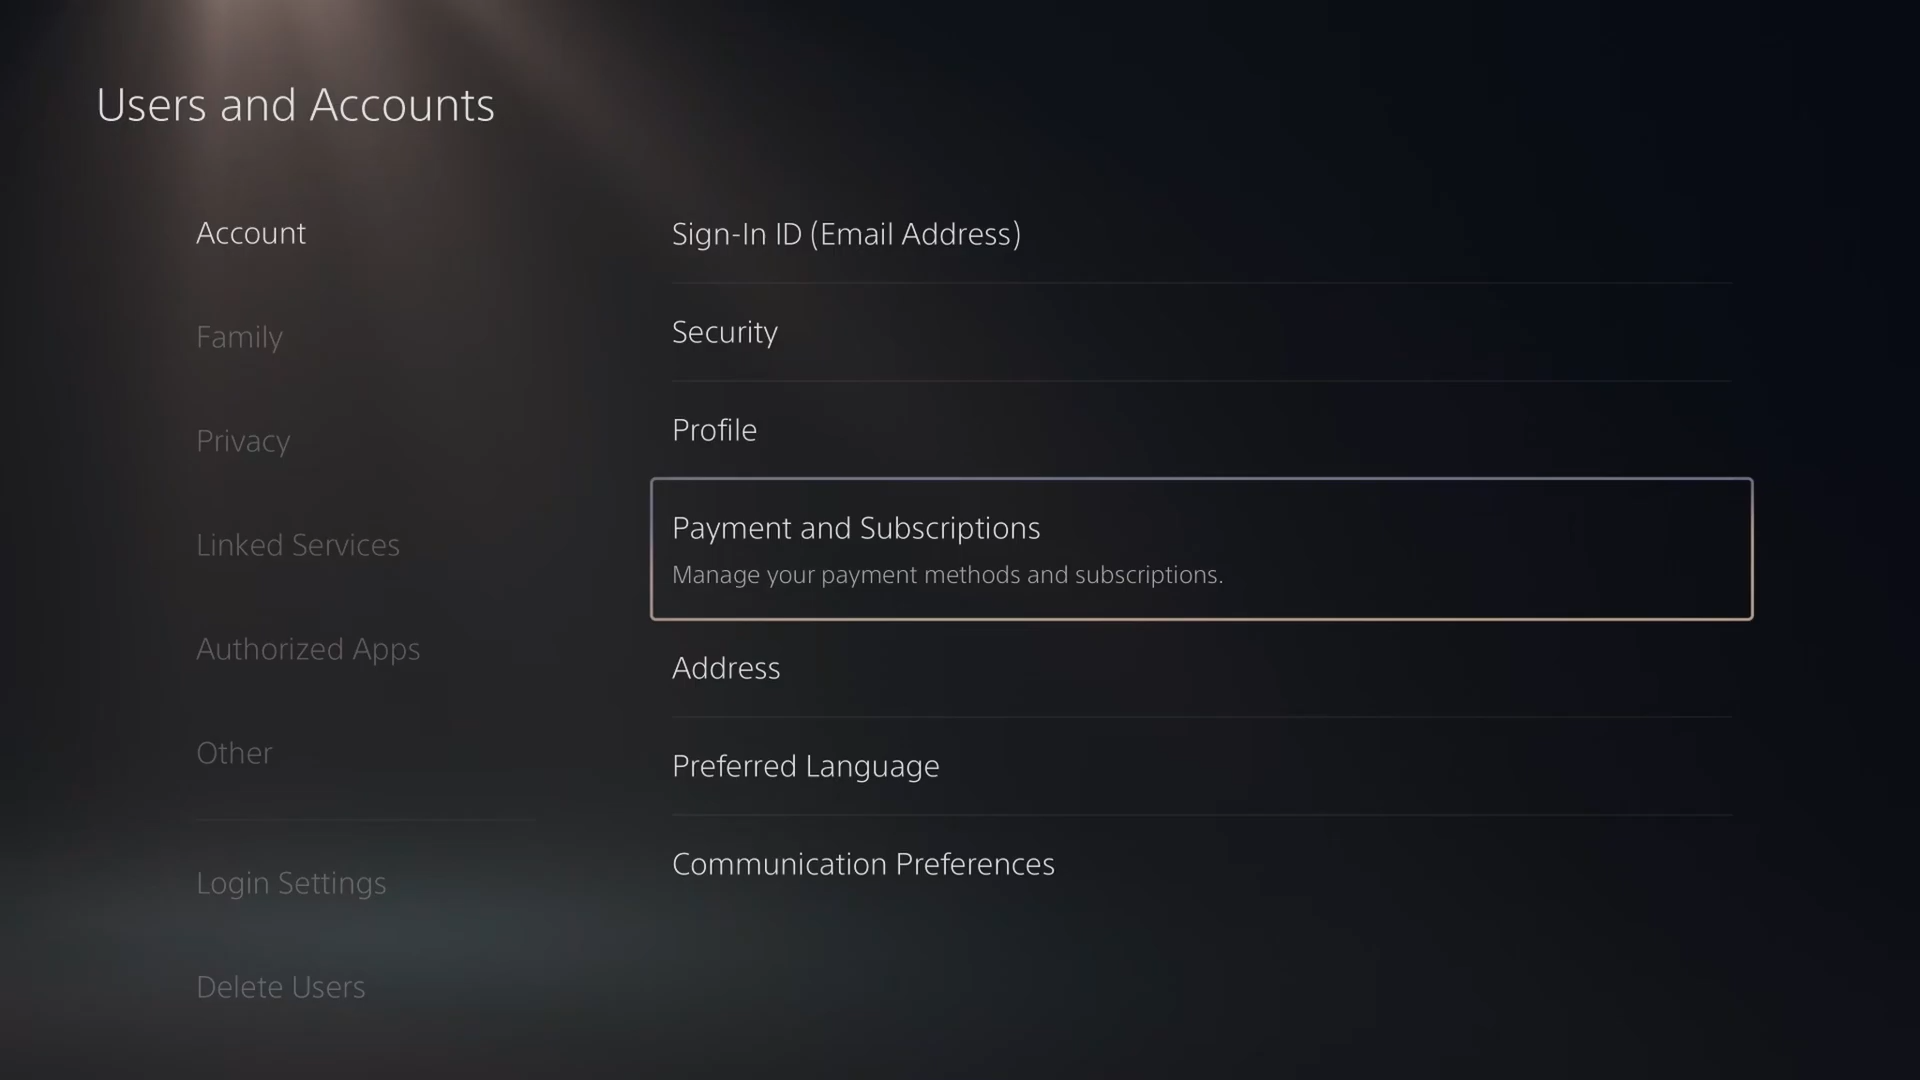 Users and Accounts
Account
Family
Privacy
Linked Services
Authorized Apps
Other
Login Settings
Delete Users
Sign-In ID (Email Address)
Security
Profile
Payment and Subscriptions
Manage your payment methods and subscriptions.
Address
Preferred Language
Communication Preferences